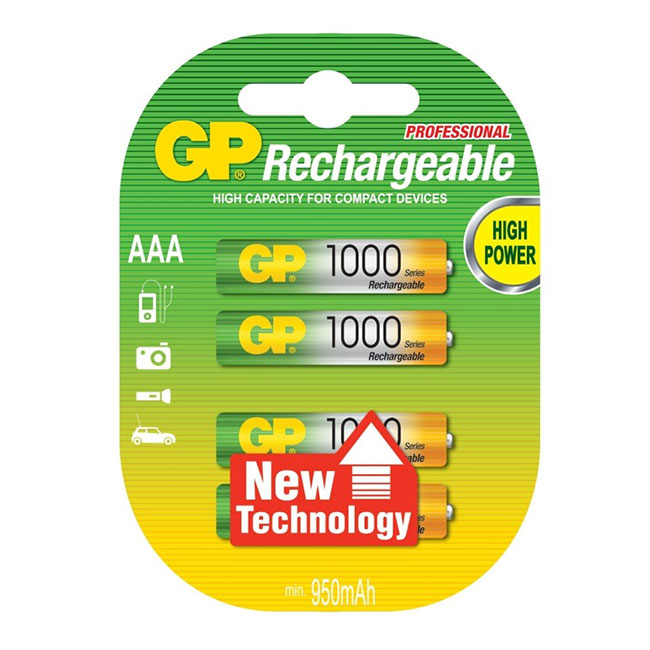 PROFESSIONAL
GP® Rechargeable
HIGH CAPACITY FOR COMPACT DEVICES
AAA
HIGH
POWER
GP® 1000 Series
Rechargeable
GP® 1000 Series
Rechargeable
GP Series
New
Technology
min. 950mAh